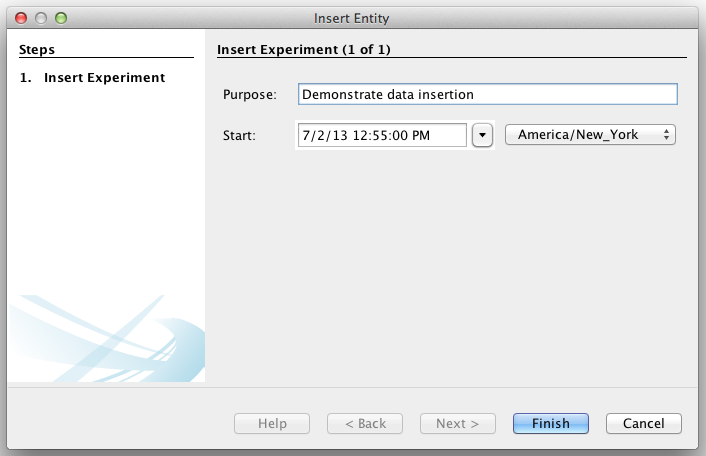 Insert Entity
Steps
1. Insert Experiment
Insert Experiment (1 of 1)
Purpose: Demonstrate data insertion
Start: 7/2/13 12:55:00 PM America/New_York
Help < Back Next > Finish Cancel